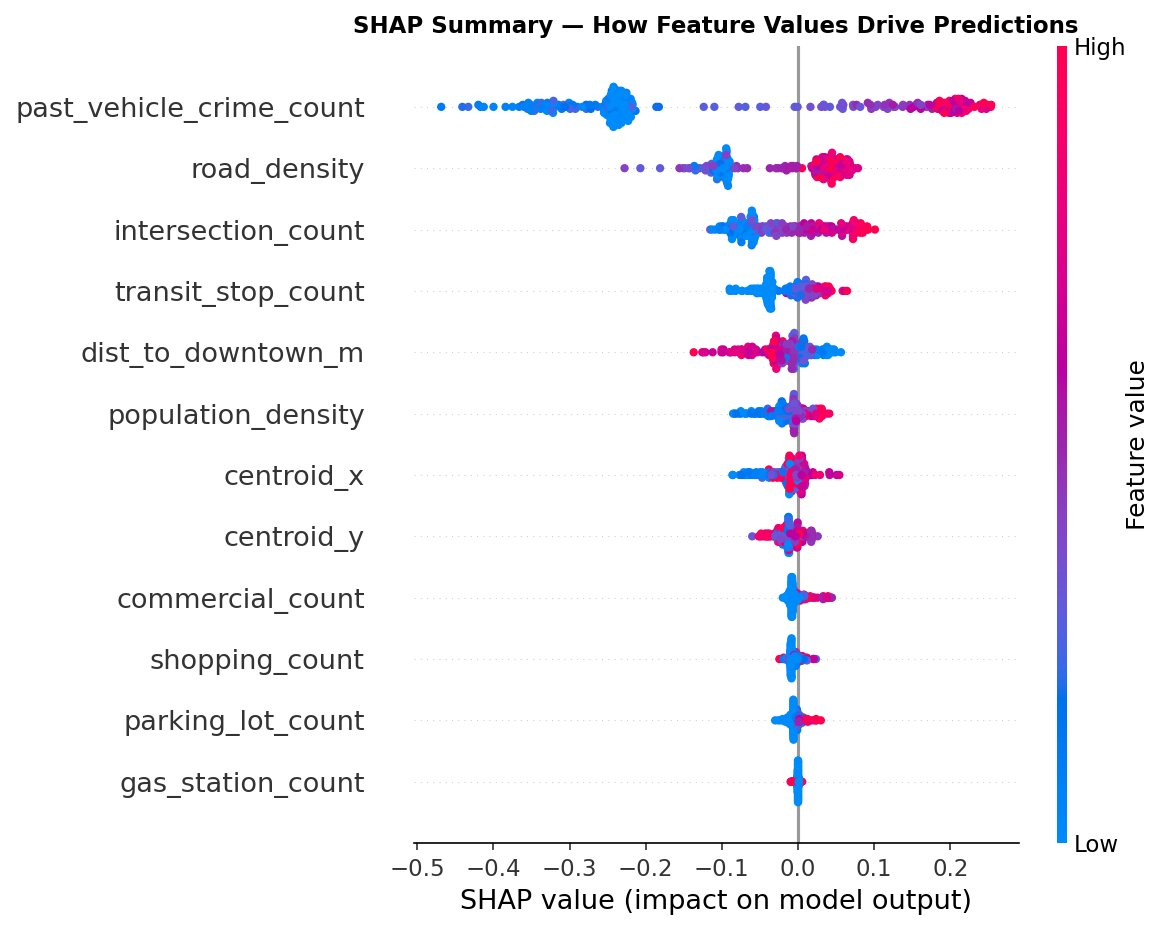 SHAP Summary — How Feature Values Drive Predictions
High
past_vehicle_crime_count
road_density
intersection_count
transit_stop_count
dist_to_downtown_m
population_density
centroid_x
centroid_y
commercial_count
shopping_count
parking_lot_count
gas_station_count
Feature value
Low
−0.5 −0.4 −0.3 −0.2 −0.1 0.0 0.1 0.2
SHAP value (impact on model output)